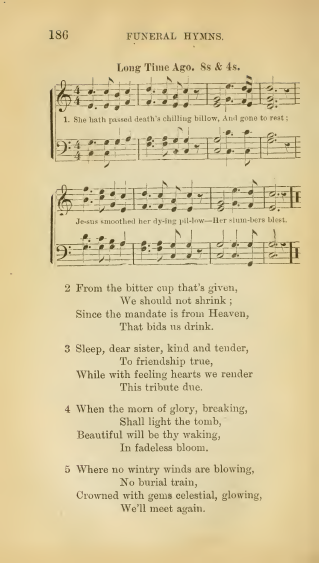 186 FUNERAL HYMNS.
Long Time Ago. 8s & 4s.
1. She hath passed death's chilling billow, And gone to rest;
Je-sus smoothed her dy-ing pil-low—Her slum-bers blest.
2 From the bitter cup that's given,
We should not shrink ;
Since the mandate is from Heaven,
That bids us drink.
3 Sleep, dear sister, kind and tender,
To friendship true,
While with feeling hearts we render
This tribute due.
4 When the morn of glory, breaking,
Shall light the tomb,
Beautiful will be thy waking,
In fadeless bloom.
5 Where no wintry winds are blowing,
No burial train,
Crowned with gems celestial, glowing,
We'll meet again.